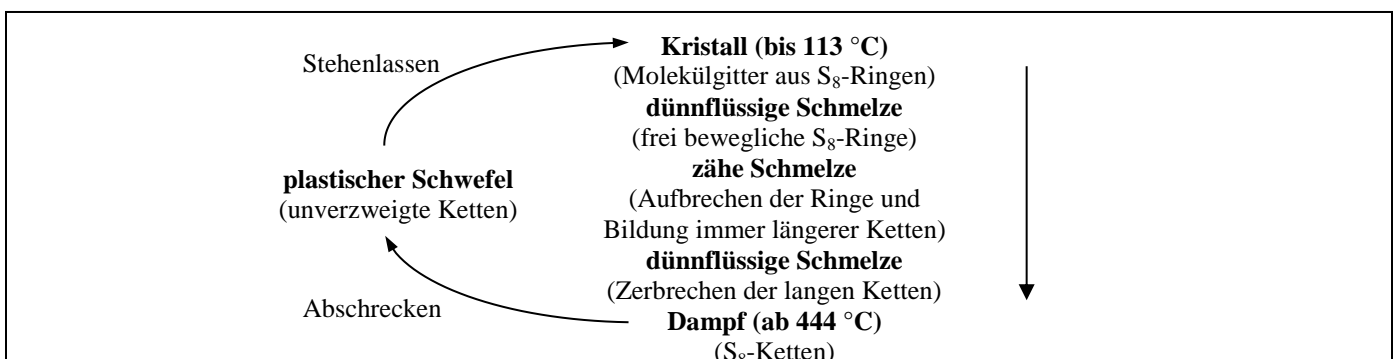 Stehenlassen
Kristall (bis 113 °C)
(Molekülgitter aus S₈-Ringen)
dünnflüssige Schmelze
(frei bewegliche S₈-Ringe)
zähe Schmelze
(Aufbrechen der Ringe und
Bildung immer längerer Ketten)
dünnflüssige Schmelze
(Zerbrechen der langen Ketten)
Dampf (ab 444 °C)
(S₈-Ketten)
plastischer Schwefel
(unverzweigte Ketten)
Abschrecken